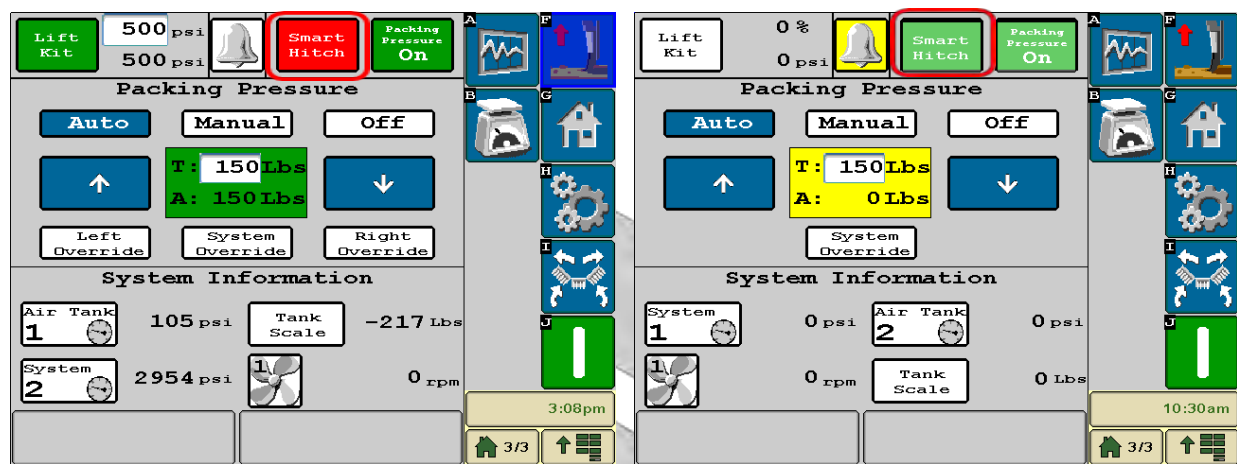 Lift Kit 500 psi 500 psi Smart Hitch Packing Pressure On A F
Packing Pressure
B G
Auto Manual Off
T: 150 Lbs
A: 150 Lbs
H
Left Override System Override Right Override
I
System Information
Air Tank 1 105 psi Tank Scale -217 Lbs
J
System 2 2954 psi 1 0 rpm
3:08pm
3/3
Lift Kit 0 % 0 psi Smart Hitch Packing Pressure On A F
Packing Pressure
B G
Auto Manual Off
T: 150 Lbs
A: 0 Lbs
H
System Override
I
System Information
System 1 0 psi Air Tank 2 0 psi
J
1 0 rpm Tank Scale 0 Lbs
10:30am
3/3